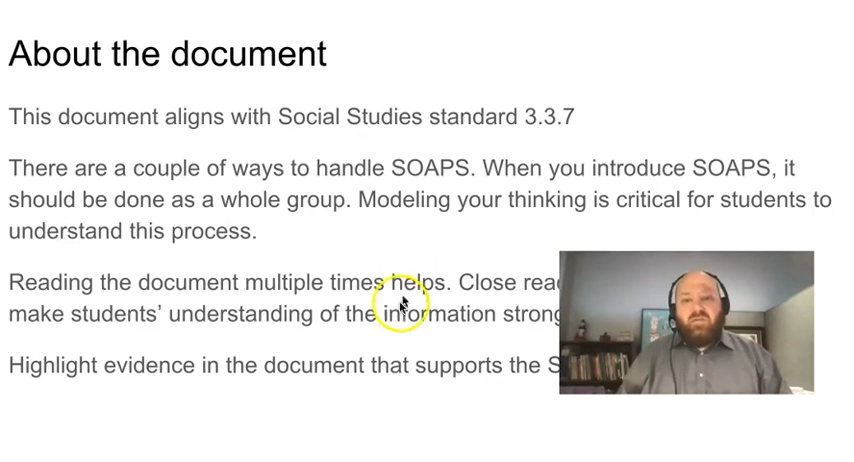 About the document
This document aligns with Social Studies standard 3.3.7
There are a couple of ways to handle SOAPS. When you introduce SOAPS, it
should be done as a whole group. Modeling your thinking is critical for students to
understand this process.
Reading the document multiple times helps. Close
make students’ understanding of the information
Highlight evidence in the document that supports the